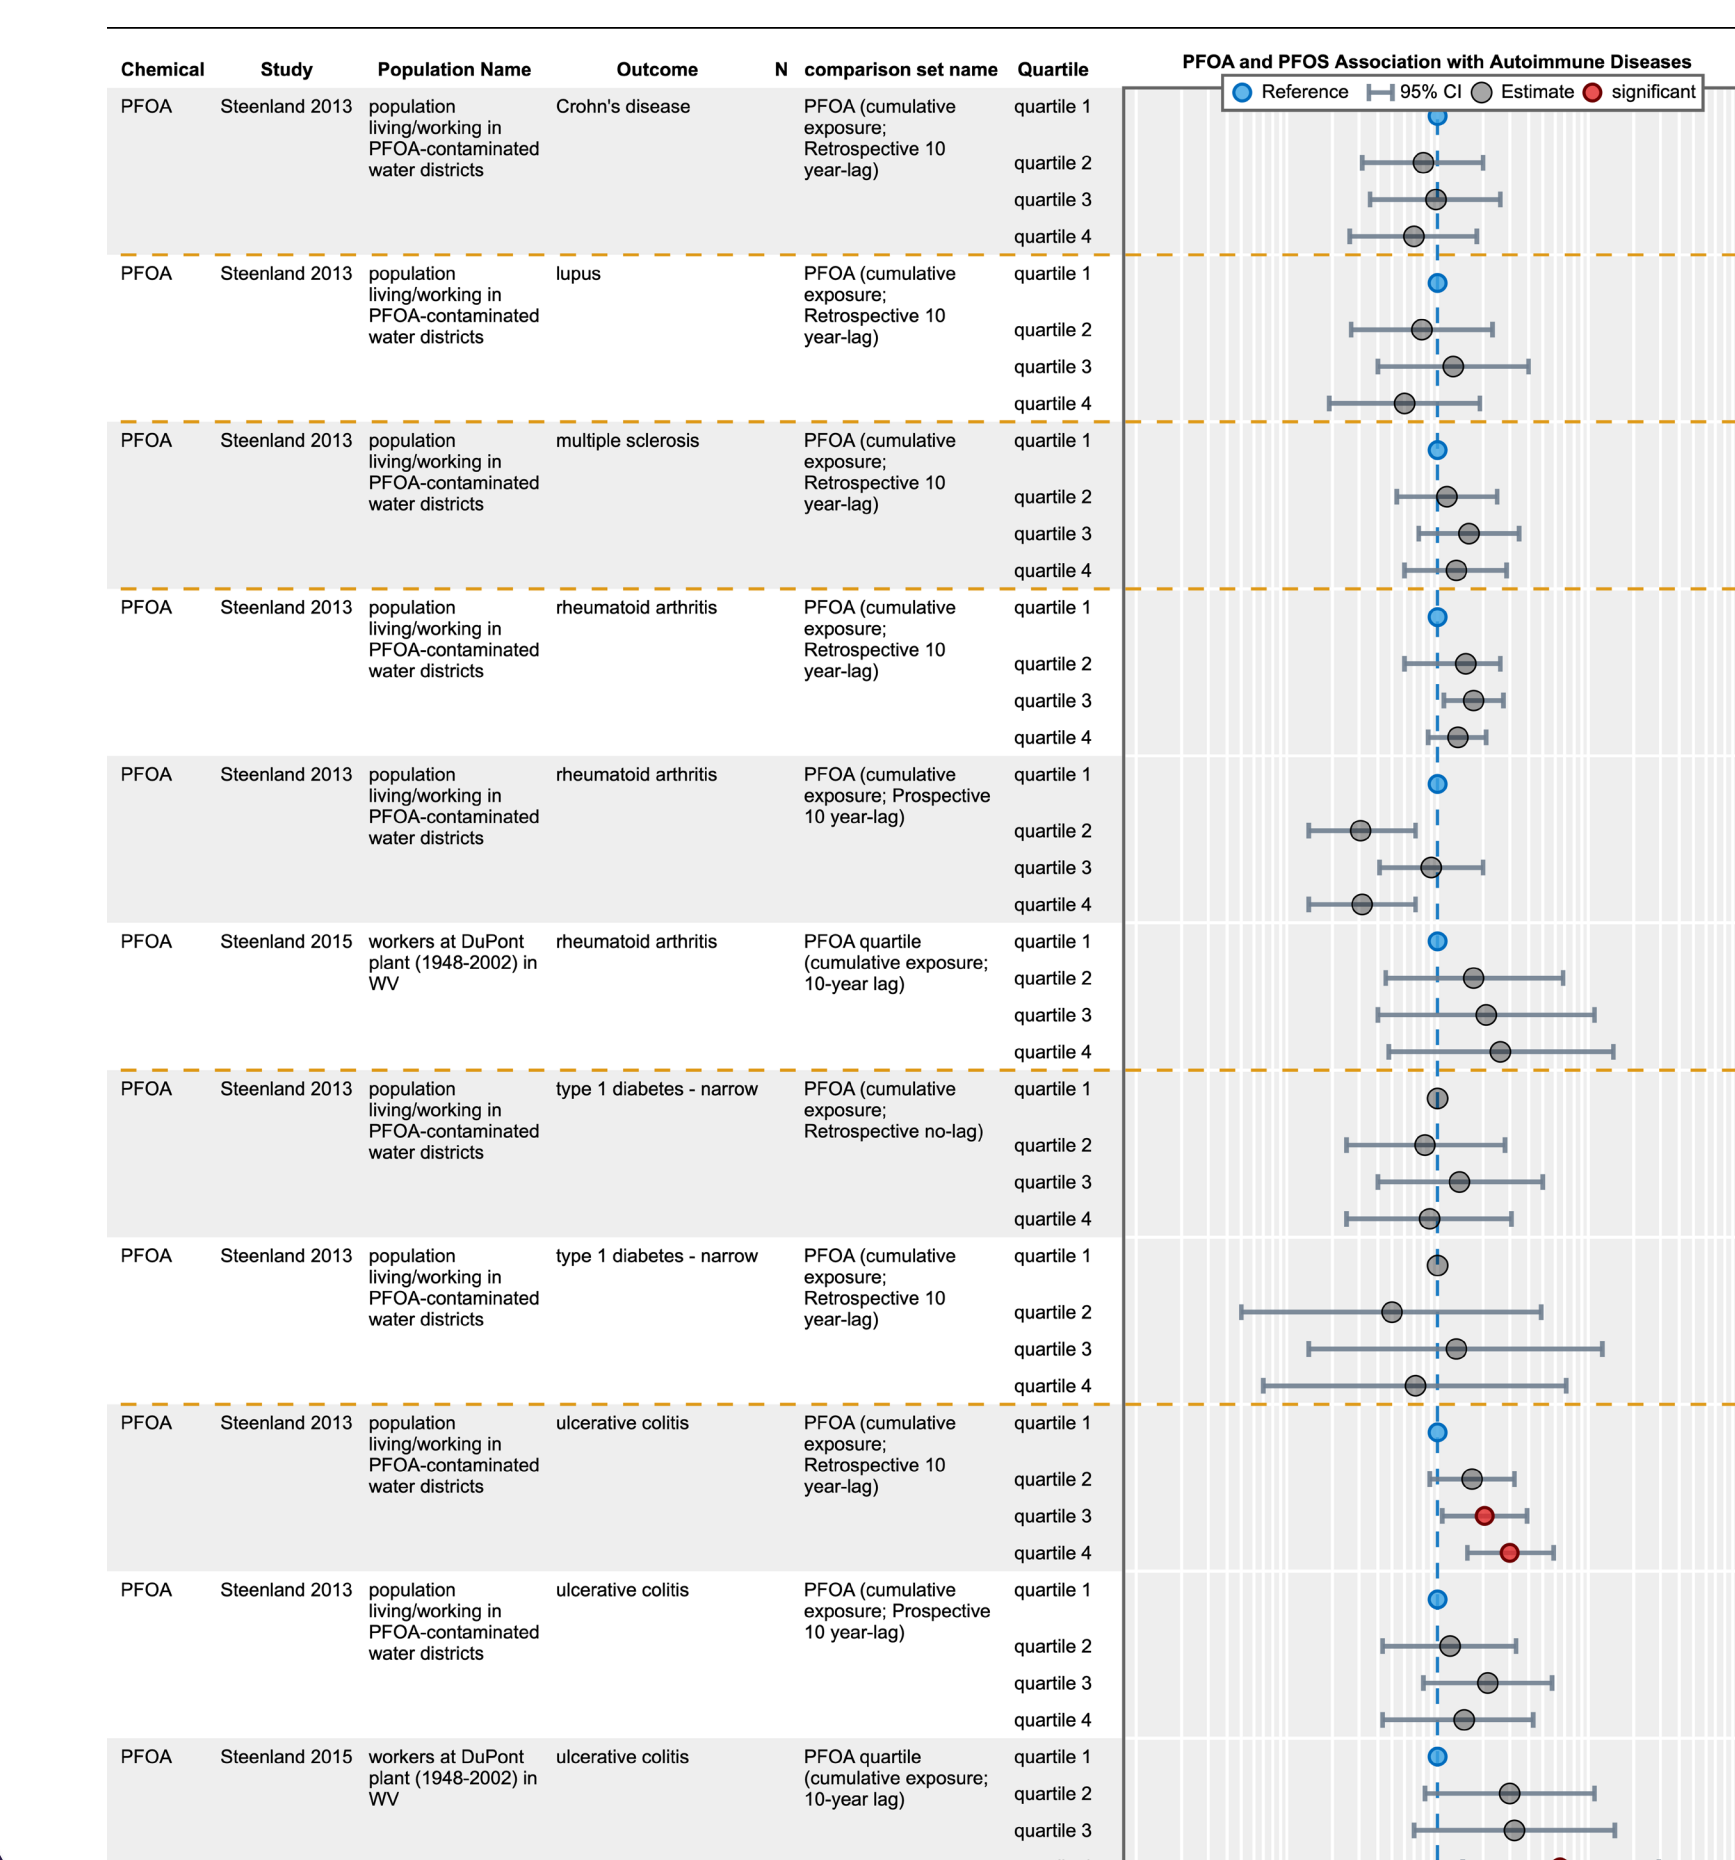 PFOA and PFOS Association with Autoimmune Diseases
Chemical Study Population Name Outcome N comparison set name Quartile
Reference 95% CI Estimate significant
PFOA Steenland 2013 population Crohn's disease PFOA (cumulative quartile 1
living/working in exposure;
PFOA-contaminated Retrospective 10
water districts year-lag) quartile 2
quartile 3
quartile 4
PFOA Steenland 2013 population lupus PFOA (cumulative quartile 1
living/working in exposure;
PFOA-contaminated Retrospective 10
water districts year-lag) quartile 2
quartile 3
quartile 4
PFOA Steenland 2013 population multiple sclerosis PFOA (cumulative quartile 1
living/working in exposure;
PFOA-contaminated Retrospective 10
water districts year-lag) quartile 2
quartile 3
quartile 4
PFOA Steenland 2013 population rheumatoid arthritis PFOA (cumulative quartile 1
living/working in exposure;
PFOA-contaminated Retrospective 10
water districts year-lag) quartile 2
quartile 3
quartile 4
PFOA Steenland 2013 population rheumatoid arthritis PFOA (cumulative quartile 1
living/working in exposure; Prospective
PFOA-contaminated 10 year-lag)
water districts quartile 2
quartile 3
quartile 4
PFOA Steenland 2015 workers at DuPont rheumatoid arthritis PFOA quartile quartile 1
plant (1948-2002) in (cumulative exposure;
WV 10-year lag) quartile 2
quartile 3
quartile 4
PFOA Steenland 2013 population type 1 diabetes - narrow PFOA (cumulative quartile 1
living/working in exposure;
PFOA-contaminated Retrospective no-lag)
water districts quartile 2
quartile 3
quartile 4
PFOA Steenland 2013 population type 1 diabetes - narrow PFOA (cumulative quartile 1
living/working in exposure;
PFOA-contaminated Retrospective 10
water districts year-lag) quartile 2
quartile 3
quartile 4
PFOA Steenland 2013 population ulcerative colitis PFOA (cumulative quartile 1
living/working in exposure;
PFOA-contaminated Retrospective 10
water districts year-lag) quartile 2
quartile 3
quartile 4
PFOA Steenland 2013 population ulcerative colitis PFOA (cumulative quartile 1
living/working in exposure; Prospective
PFOA-contaminated 10 year-lag)
water districts quartile 2
quartile 3
quartile 4
PFOA Steenland 2015 workers at DuPont ulcerative colitis PFOA quartile quartile 1
plant (1948-2002) in (cumulative exposure;
WV 10-year lag) quartile 2
quartile 3